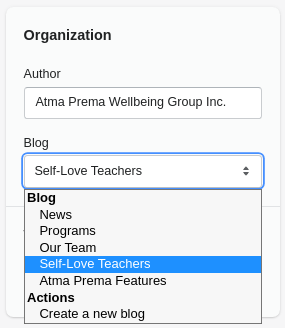 Organization
Author
Atma Prema Wellbeing Group Inc.
Blog
Self-Love Teachers
Blog
News
Programs
Our Team
Self-Love Teachers
Atma Prema Features
Actions
Create a new blog